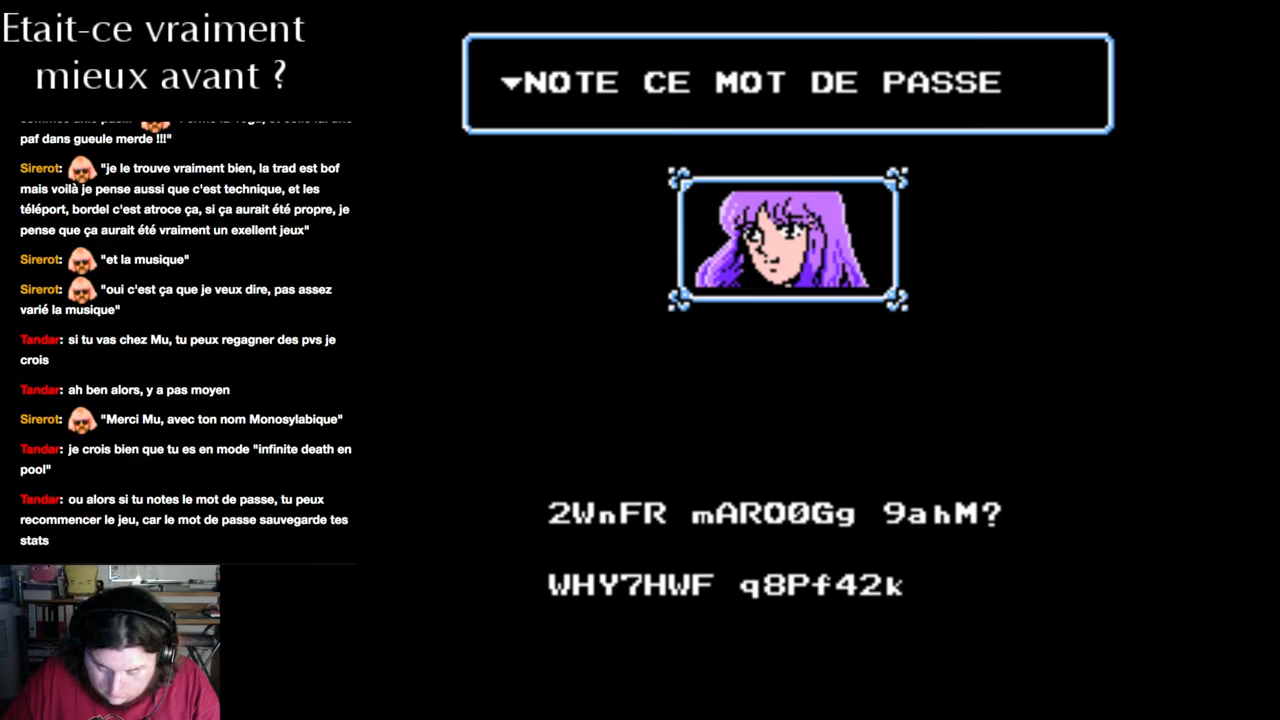 Etait-ce vraiment
mieux avant ?
paf dans gueule merde !!!"
Sirerot: "je le trouve vraiment bien, la trad est bof
mais voilà je pense aussi que c'est technique, et les
téléport, bordel c'est atroce ça, si ça aurait été propre, je
pense que ça aurait été vraiment un exellent jeux"
Sirerot: "et la musique"
Sirerot: "oui c'est ça que je veux dire, pas assez
varié la musique"
Tandar: si tu vas chez Mu, tu peux regagner des pvs je
crois
Tandar: ah ben alors, y a pas moyen
Sirerot: "Merci Mu, avec ton nom Monosylabique"
Tandar: je crois bien que tu es en mode "infinite death en
pool"
Tandar: ou alors si tu notes le mot de passe, tu peux
recommencer le jeu, car le mot de passe sauvegarde tes
stats
NOTE CE MOT DE PASSE
2WnFR mARO0Gg 9ahM?
WHY7HWF q8Pf42k